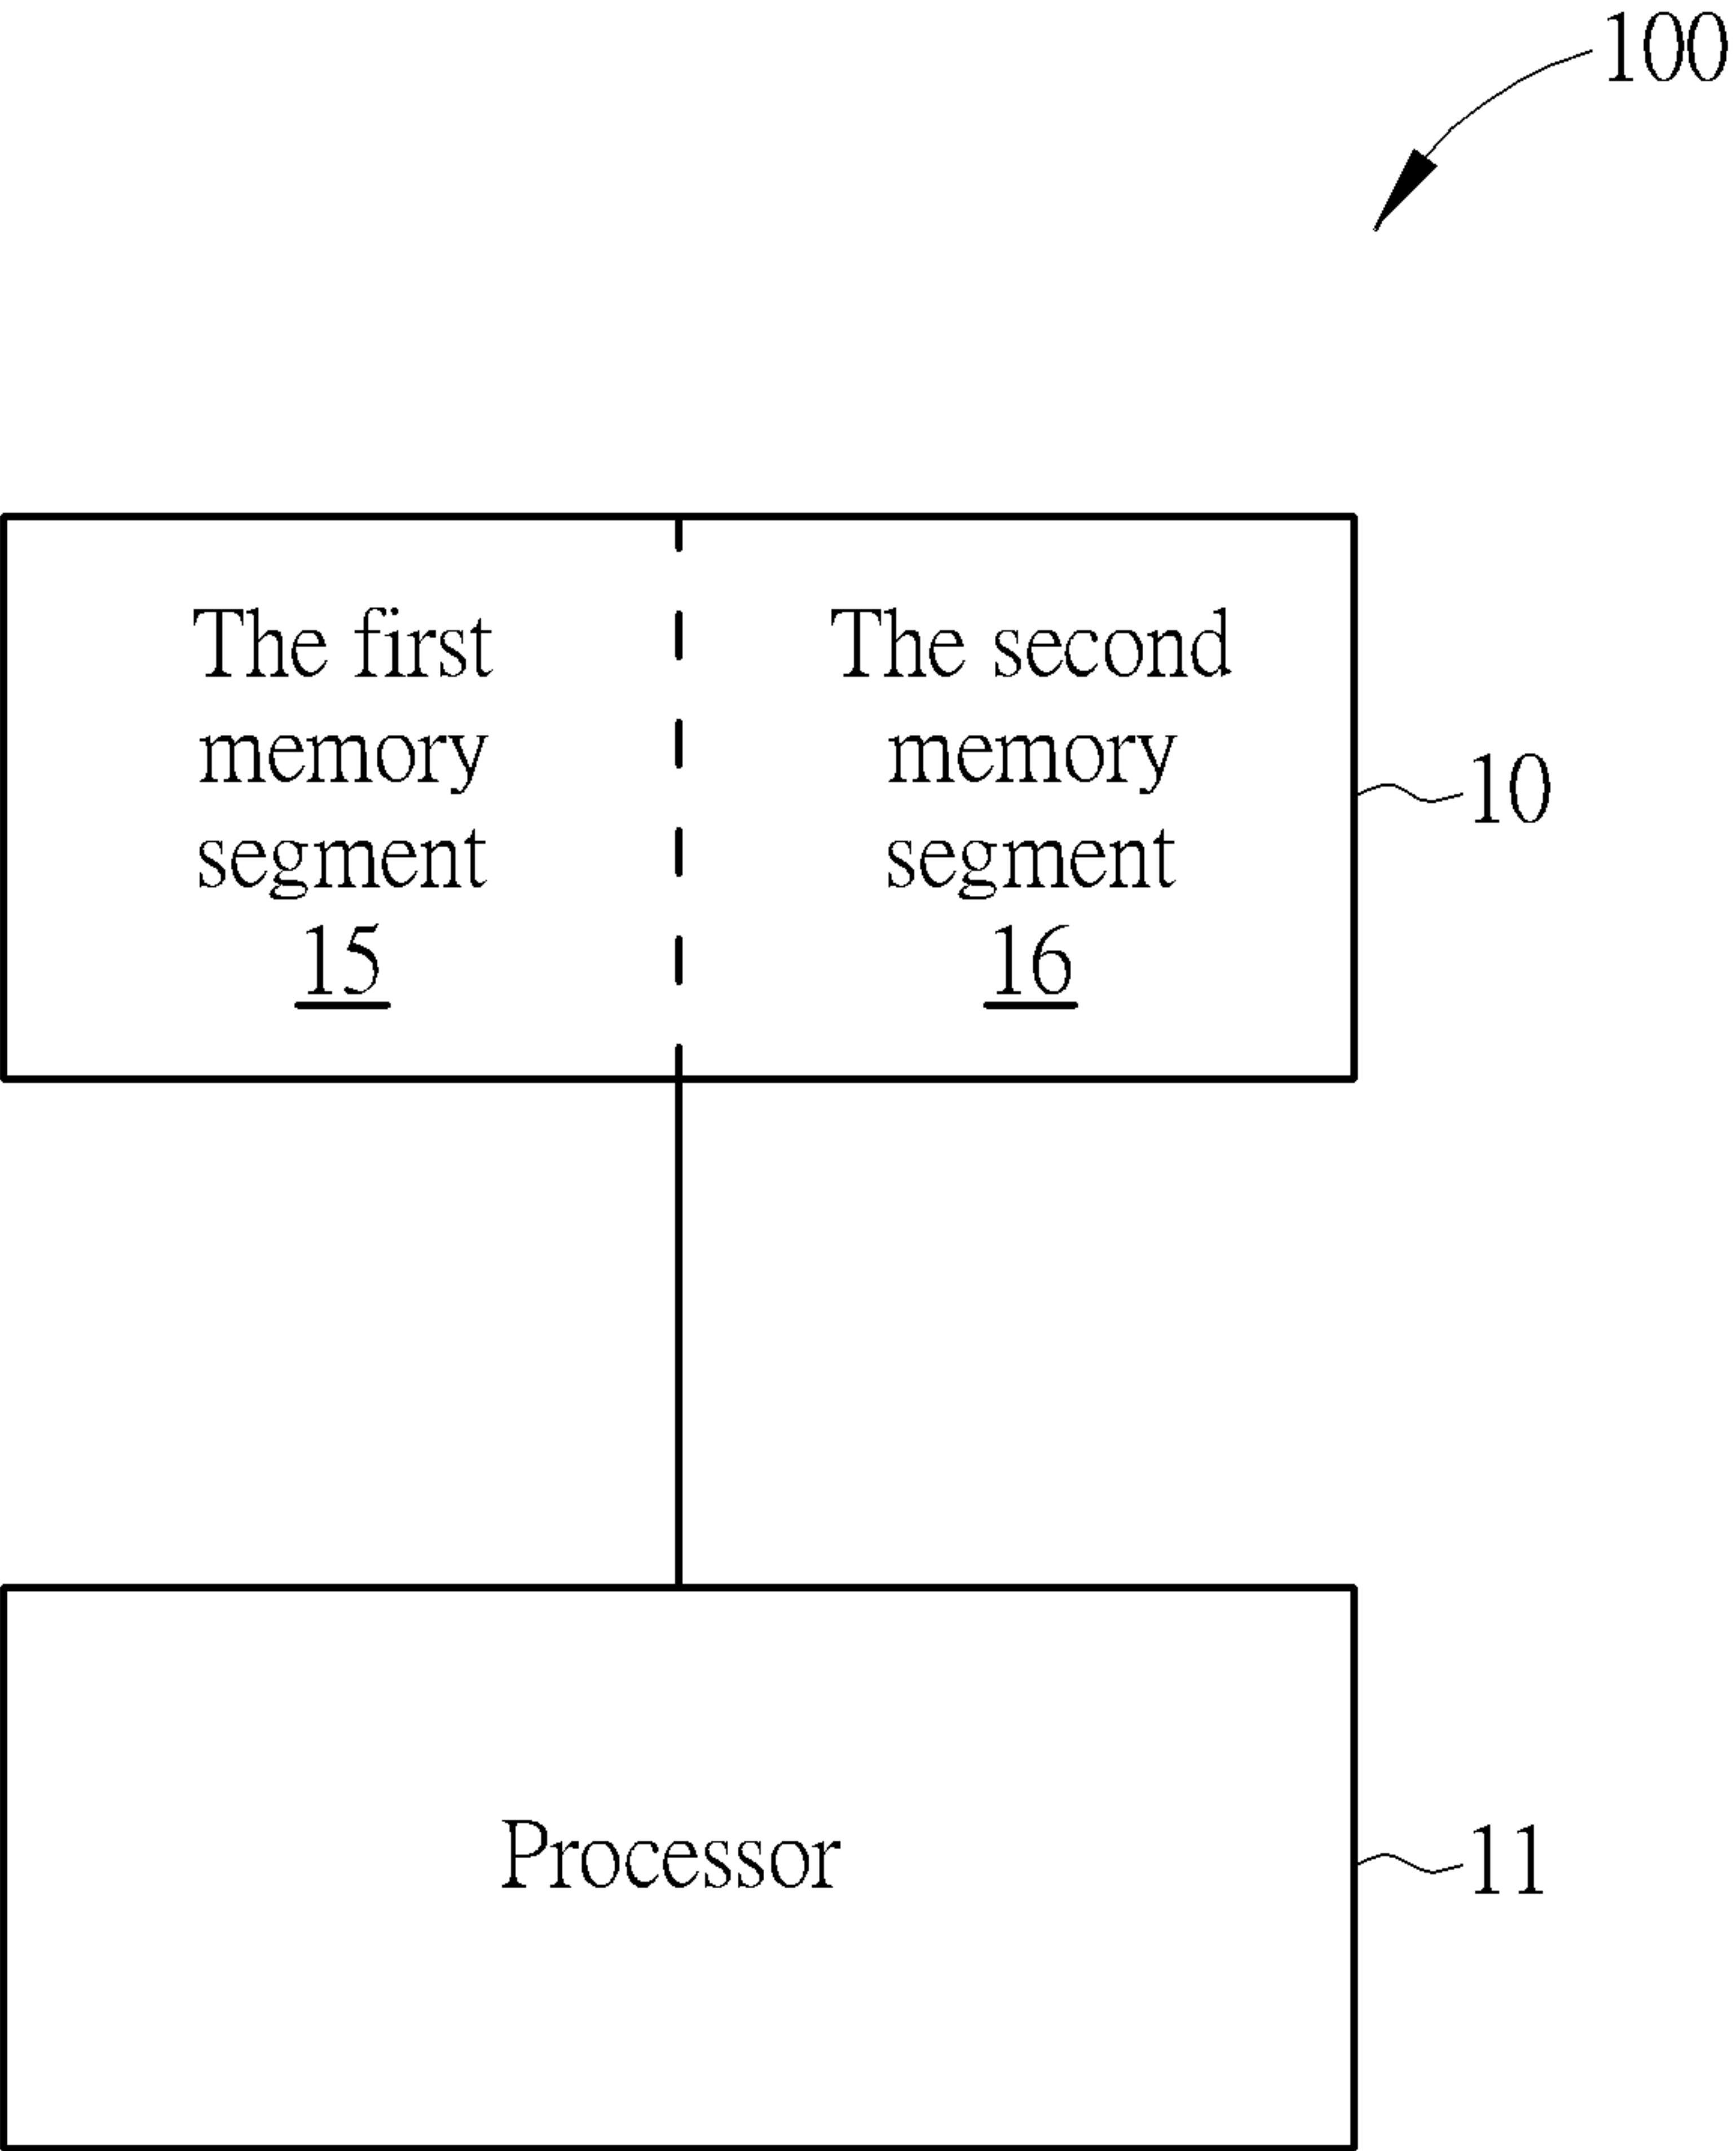 100
The first
memory
segment
15
The second
memory
segment
16
10
Processor
11